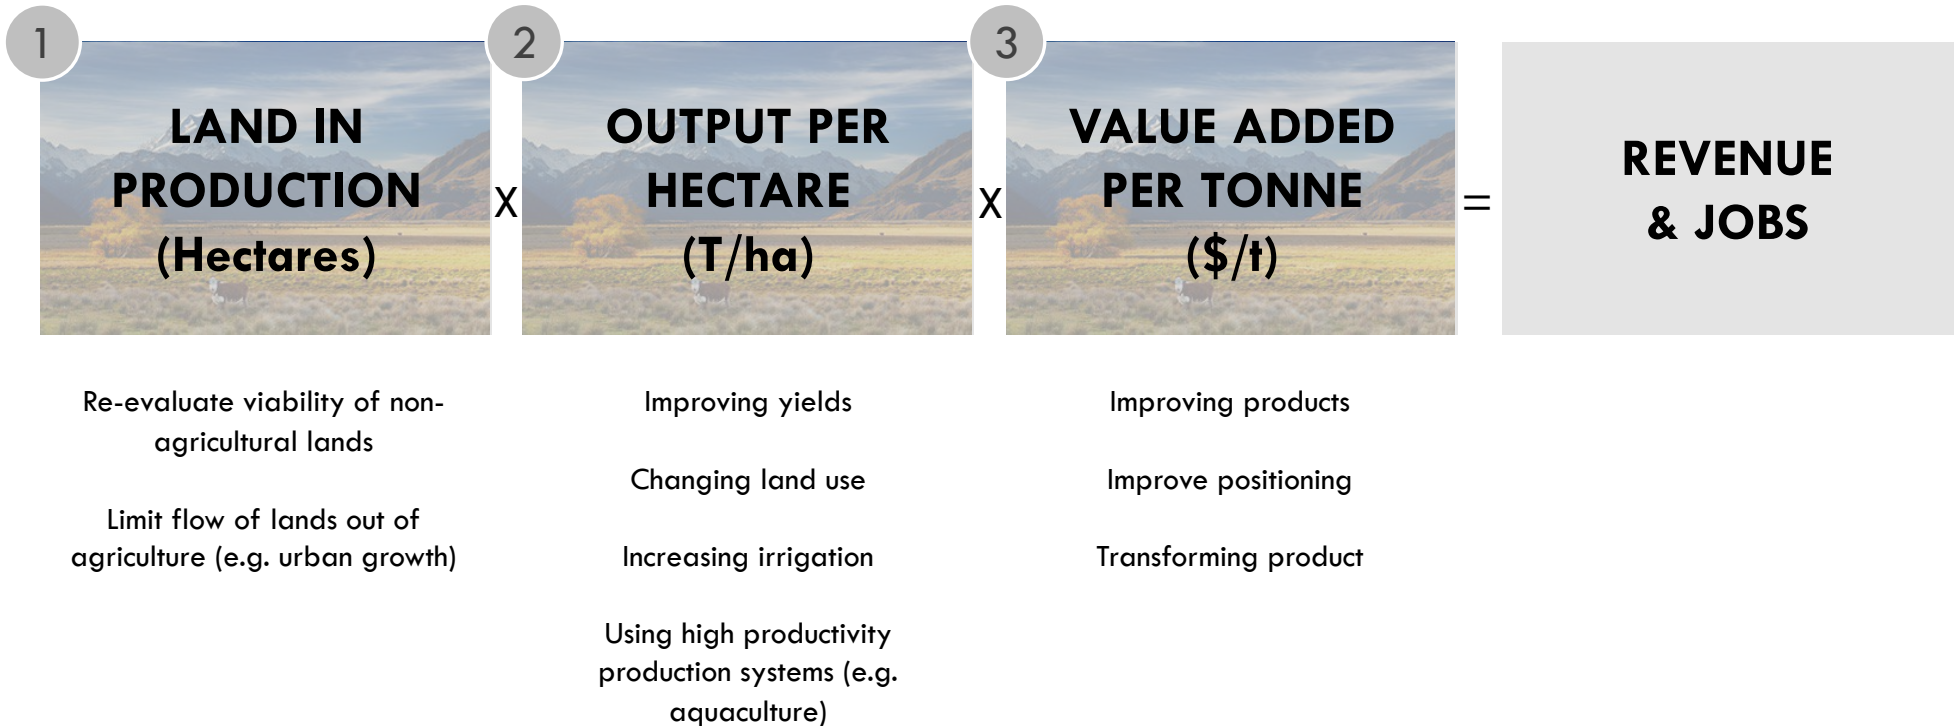 1
LAND IN
PRODUCTION
(Hectares)
X
2
OUTPUT PER
HECTARE
(T/ha)
X
3
VALUE ADDED
PER TONNE
($/t)
=
REVENUE
& JOBS
Re-evaluate viability of non-
agricultural lands
Limit flow of lands out of
agriculture (e.g. urban growth)
Improving yields
Changing land use
Increasing irrigation
Using high productivity
production systems (e.g.
aquaculture)
Improving products
Improve positioning
Transforming product